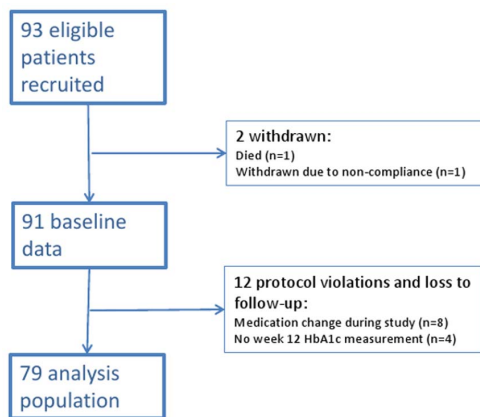 93 eligible
patients
recruited
2 withdrawn:
Died (n=1)
Withdrawn due to non-compliance (n=1)
91 baseline
data
12 protocol violations and loss to
follow-up:
Medication change during study (n=8)
No week 12 HbA1c measurement (n=4)
79 analysis
population